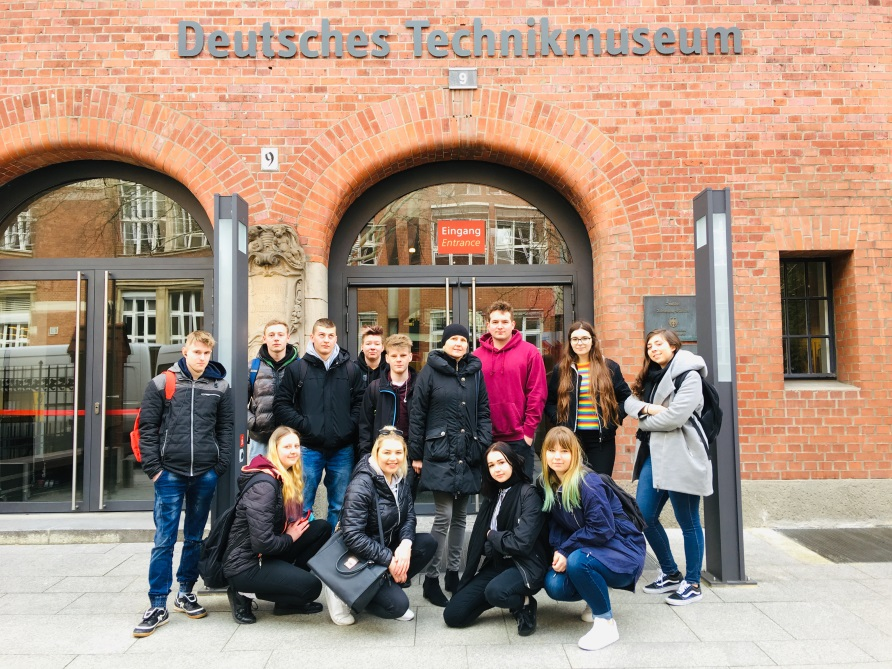 Deutsches Technikmuseum
9
9
Eingang
Entrance